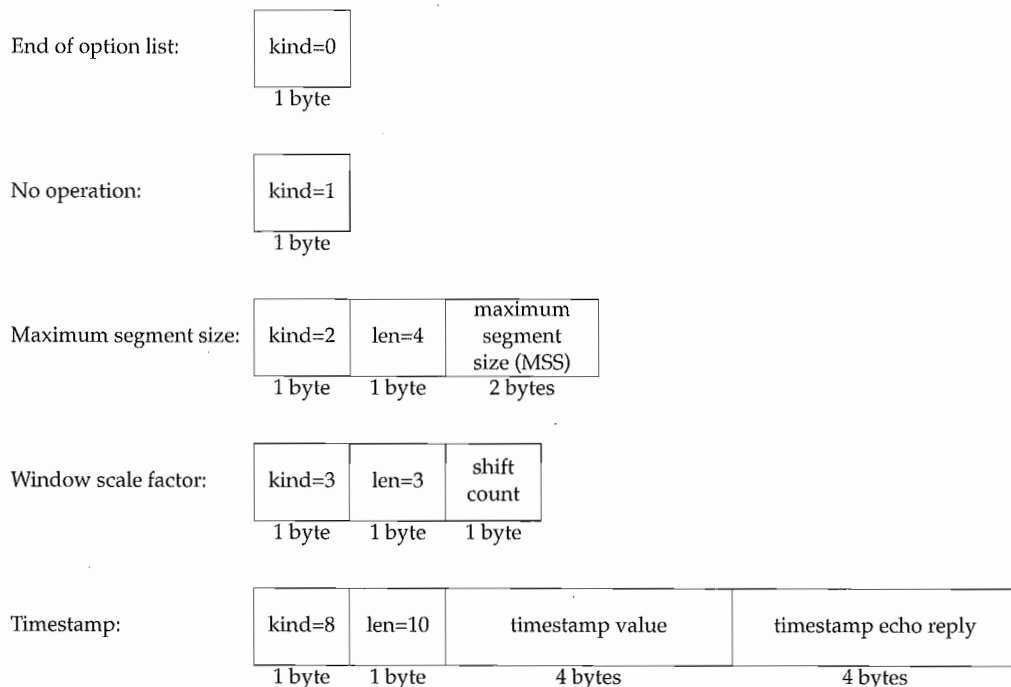 End of option list:
kind=0
1 byte
No operation:
kind=1
1 byte
Maximum segment size:
kind=2
len=4
maximum
segment
size (MSS)
1 byte
1 byte
2 bytes
Window scale factor:
kind=3
len=3
shift
count
1 byte
1 byte
1 byte
Timestamp:
kind=8
len=10
timestamp value
timestamp echo reply
1 byte
1 byte
4 bytes
4 bytes